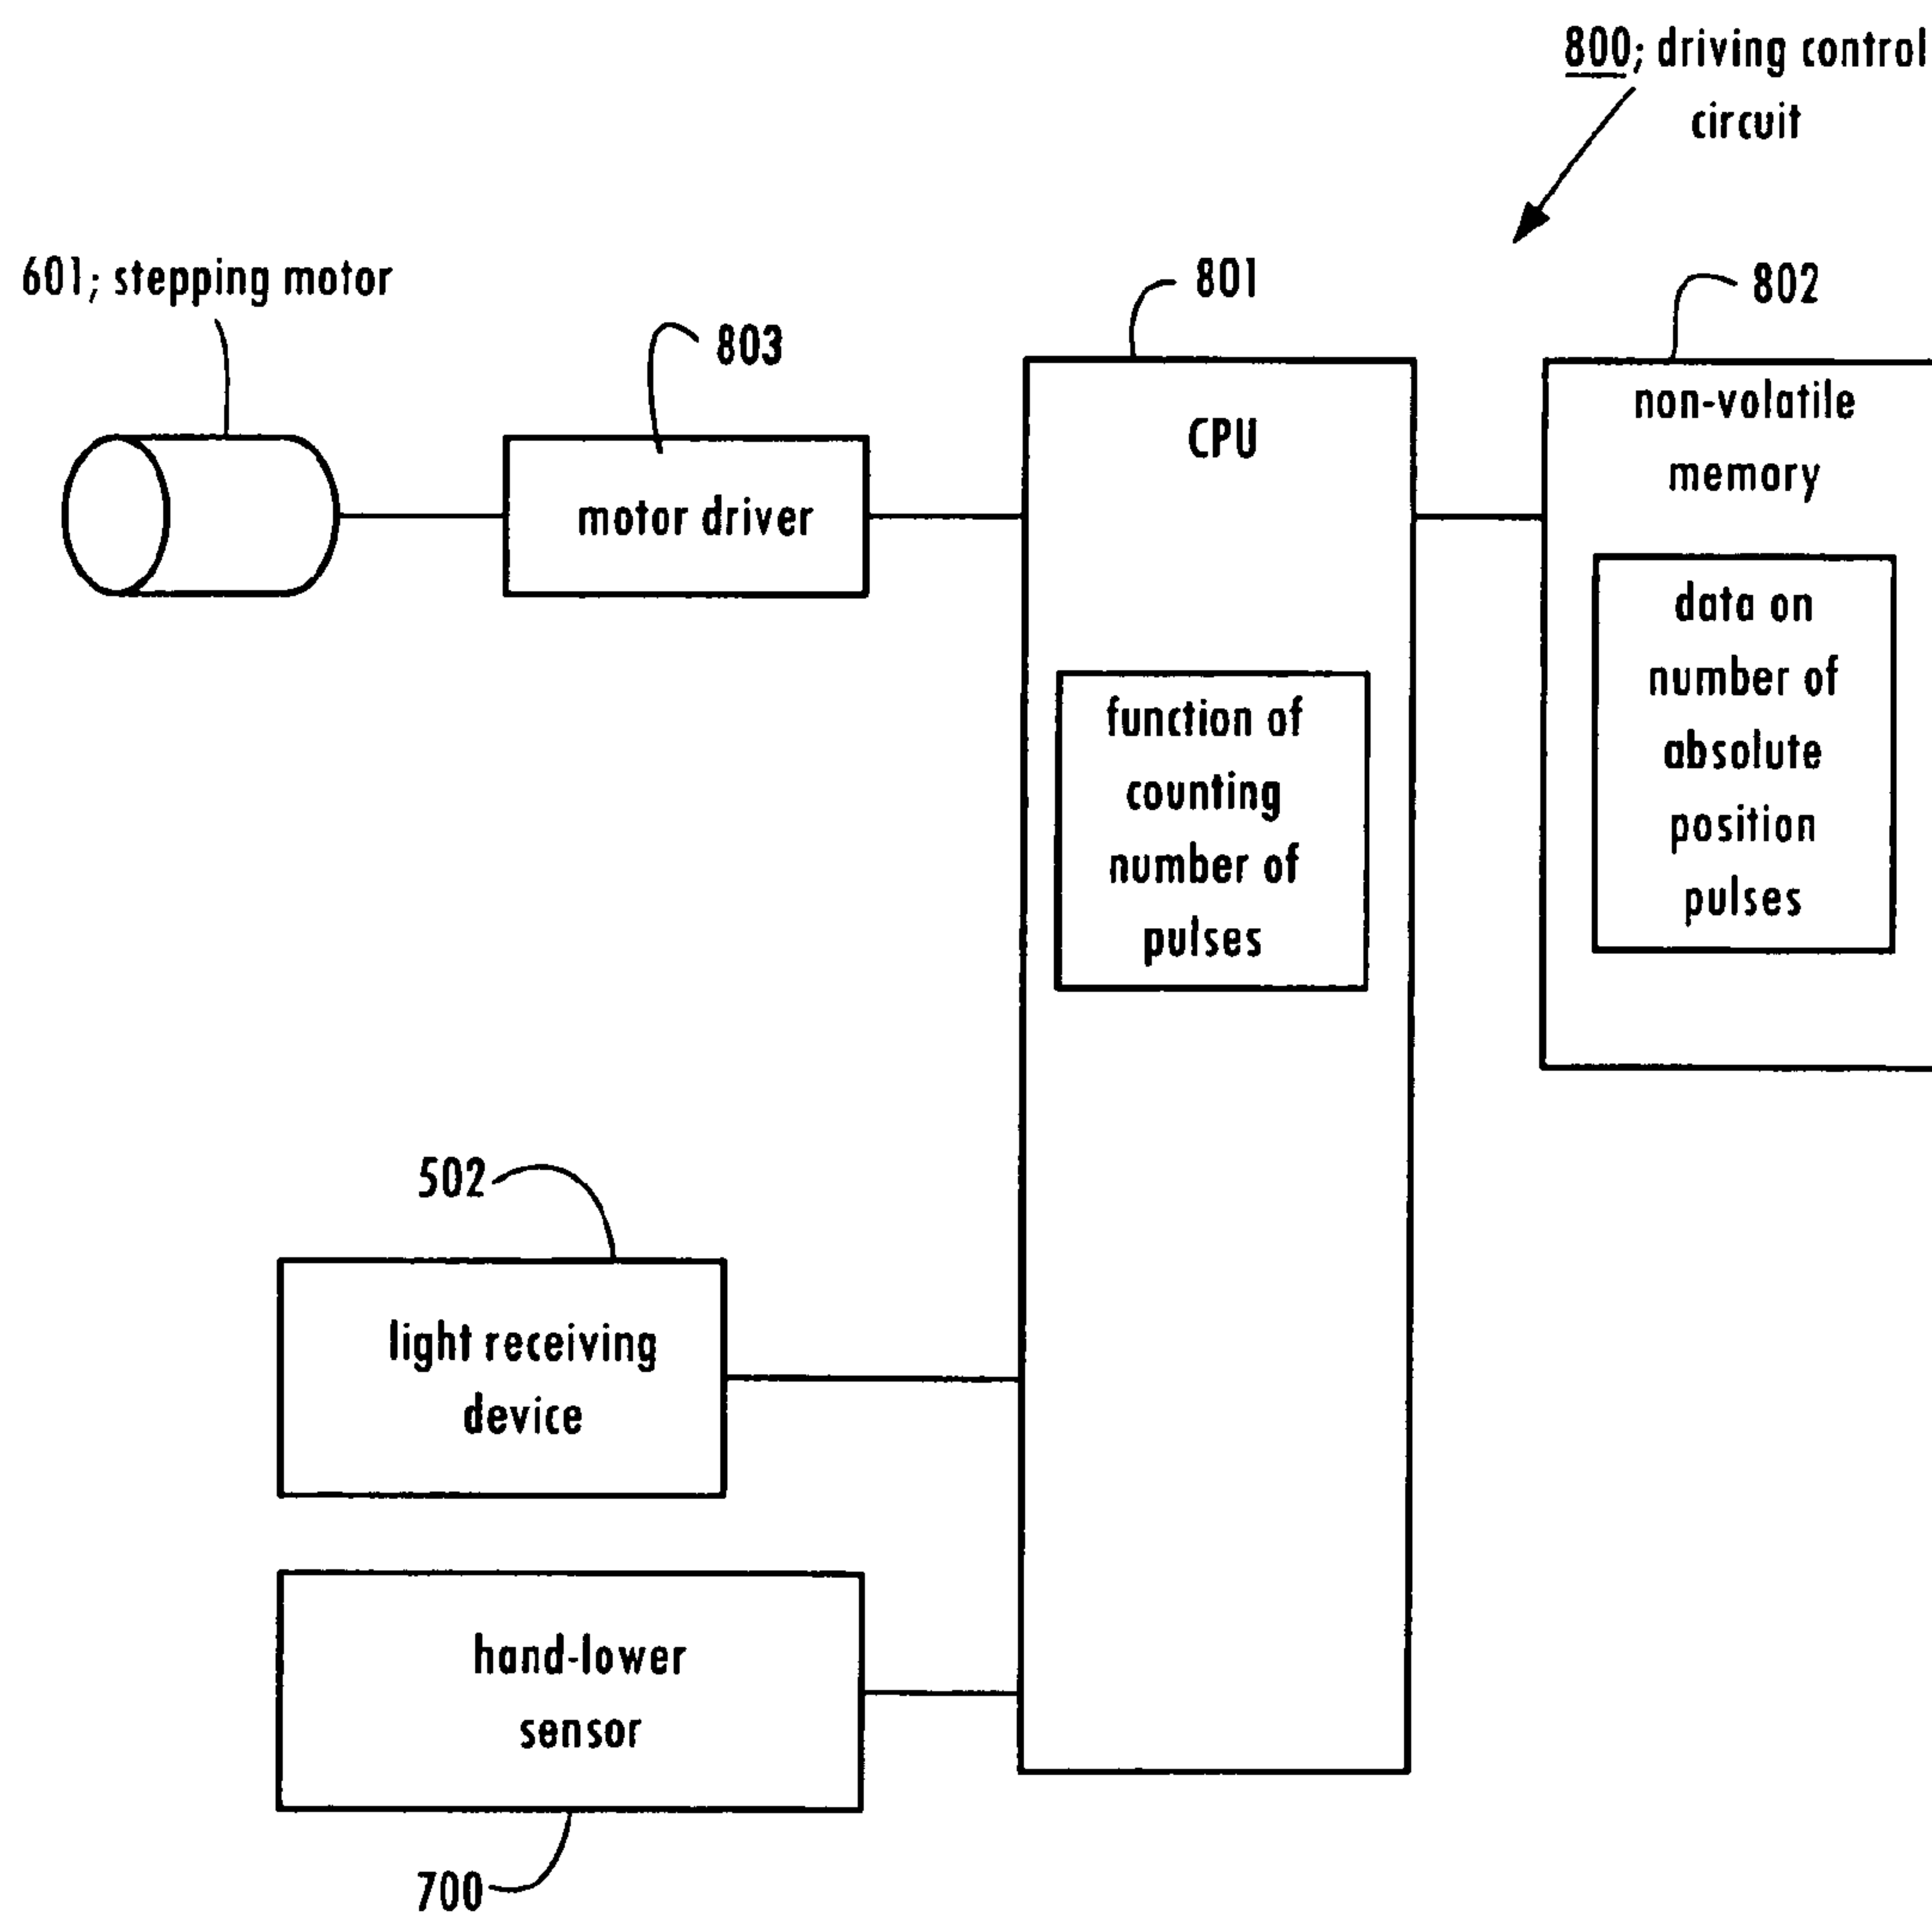 800; driving control
circuit
601; stepping motor
803
801
802
motor driver
CPU
non-volatile
memory
function of
counting
number of
pulses
data on
number of
absolute
position
pulses
502
light receiving
device
hand-lower
sensor
700